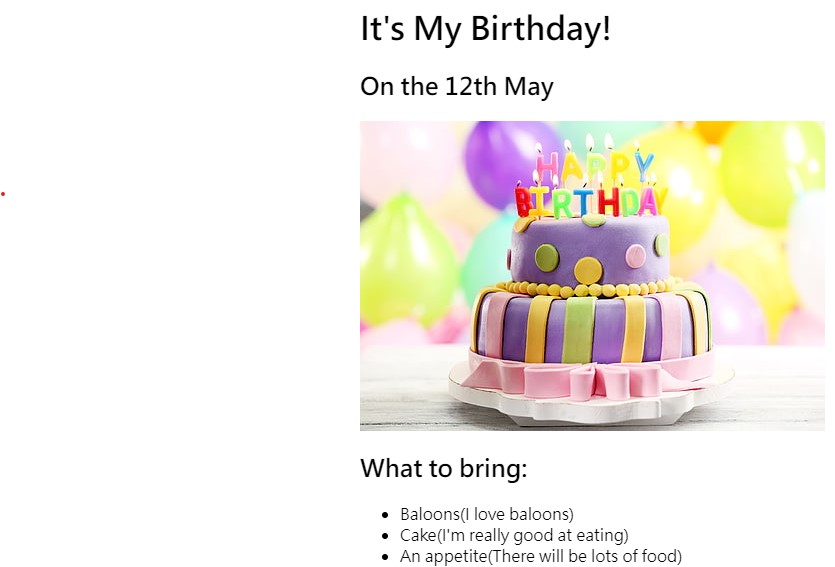 It's My Birthday!
On the 12th May
HAPPY
BIRTHDAY
What to bring:
Baloons(I love baloons)
Cake(I'm really good at eating)
An appetite(There will be lots of food)